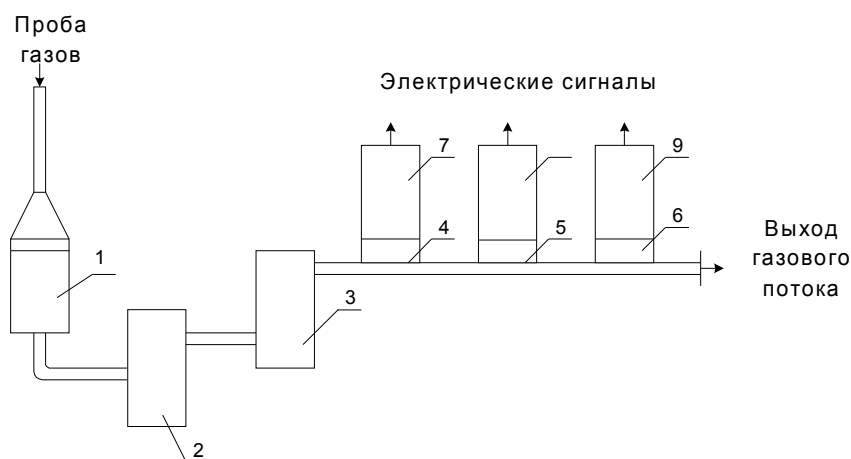 Проба
газов
Электрические сигналы
7
9
4
5
6
1
3
2
Выход
газового
потока